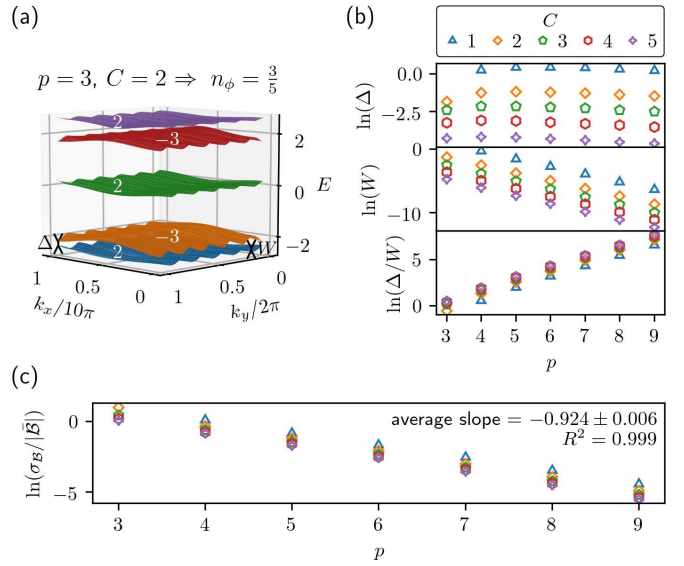 (a)
p = 3, C = 2 ⇒ n_ϕ = 3/5
2
−3
2
−3
2
Δ
W
2
0
−2
E
1
0.5
0
k_x/10π
1
0.5
0
k_y/2π
(b)
C
1 2 3 4 5
0.0
−2.5
ln(Δ)
0
−10
ln(W)
5
0
ln(Δ/W)
3 4 5 6 7 8 9
p
(c)
average slope = −0.924 ± 0.006
R² = 0.999
0
−5
ln(σ_ℬ/|ℬ̄|)
3 4 5 6 7 8 9
p